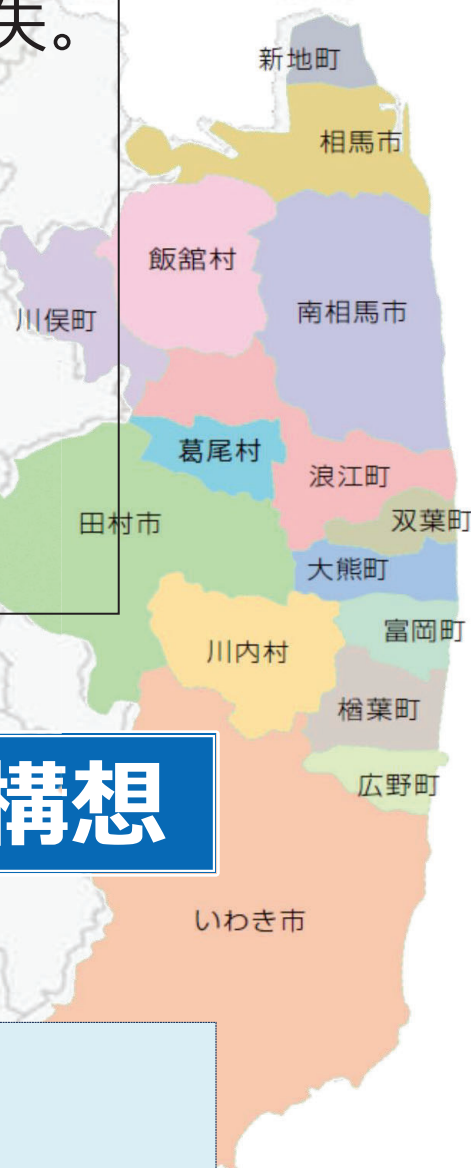 失。
新地町
相馬市
飯舘村
南相馬市
川俣町
葛尾村
浪江町
双葉町
田村市
大熊町
富岡町
川内村
楢葉町
構想
広野町
いわき市